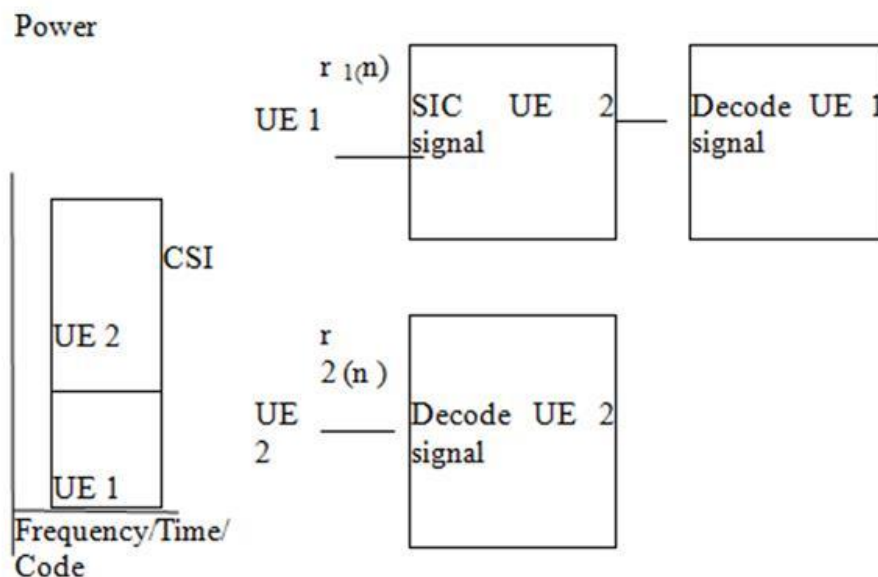 Power
r 1(n)
UE 1
SIC UE 2
signal
Decode UE 1
signal
CSI
UE 2
UE 1
Frequency/Time/
Code
r
2 (n )
UE
2
Decode UE 2
signal